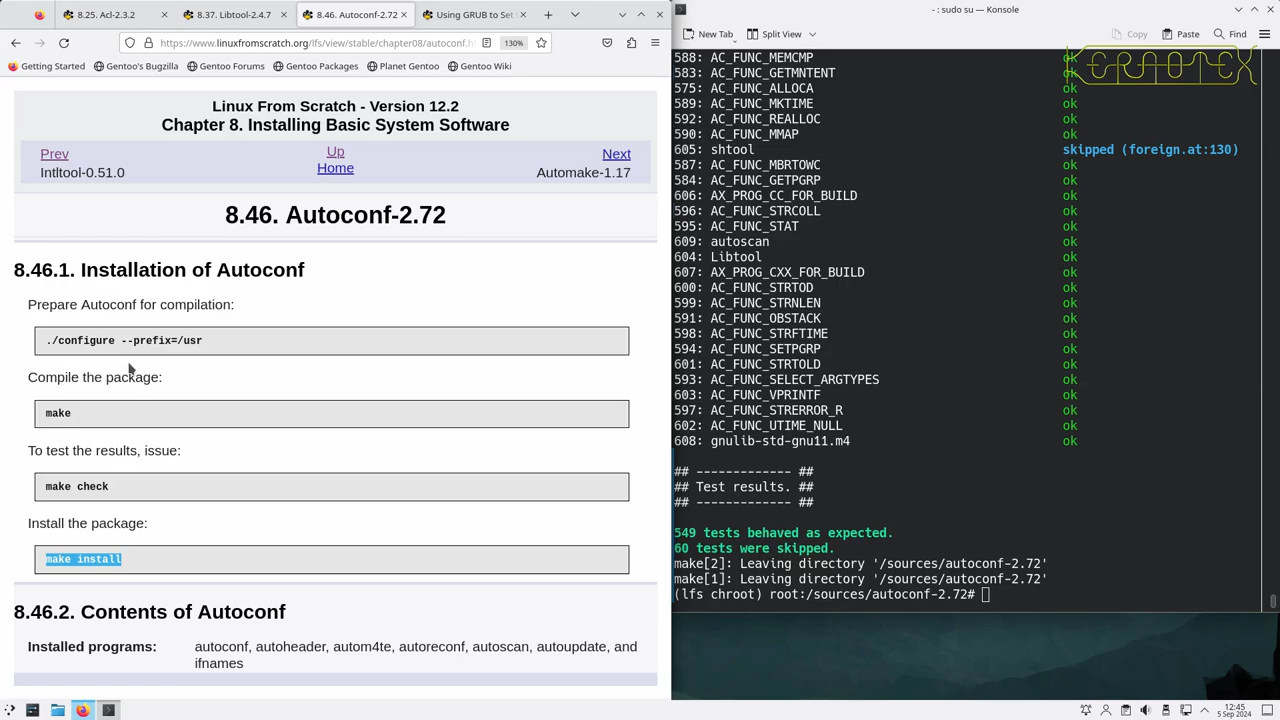 8.25. Acl-2.3.2
8.37. Libtool-2.4.7
8.46. Autoconf-2.72
Using GRUB to Set
https://www.linuxfromscratch.org/lfs/view/stable/chapter08/autoconf.h
130%
Getting Started
Gentoo's Bugzilla
Gentoo Forums
Gentoo Packages
Planet Gentoo
Gentoo Wiki
Linux From Scratch - Version 12.2
Chapter 8. Installing Basic System Software
Prev
Up
Next
Intltool-0.51.0
Home
Automake-1.17
8.46. Autoconf-2.72
8.46.1. Installation of Autoconf
Prepare Autoconf for compilation:
./configure --prefix=/usr
Compile the package:
make
To test the results, issue:
make check
Install the package:
make install
8.46.2. Contents of Autoconf
Installed programs: autoconf, autoheader, autom4te, autoreconf, autoscan, autoupdate, and
ifnames
- : sudo su — Konsole
New Tab
Split View
Copy
Paste
Find
588: AC_FUNC_MEMCMP ok
583: AC_FUNC_GETMNTENT ok
575: AC_FUNC_ALLOCA ok
589: AC_FUNC_MKTIME ok
592: AC_FUNC_REALLOC ok
590: AC_FUNC_MMAP ok
605: shtool skipped (foreign.at:130)
587: AC_FUNC_MBRTOWC ok
584: AC_FUNC_GETPGRP ok
606: AX_PROG_CC_FOR_BUILD ok
596: AC_FUNC_STRCOLL ok
595: AC_FUNC_STAT ok
609: autoscan ok
604: Libtool ok
607: AX_PROG_CXX_FOR_BUILD ok
600: AC_FUNC_STRTOD ok
599: AC_FUNC_STRNLEN ok
591: AC_FUNC_OBSTACK ok
598: AC_FUNC_STRFTIME ok
594: AC_FUNC_SETPGRP ok
601: AC_FUNC_STRTOLD ok
593: AC_FUNC_SELECT_ARGTYPES ok
603: AC_FUNC_VPRINTF ok
597: AC_FUNC_STRERROR_R ok
602: AC_FUNC_UTIME_NULL ok
608: gnulib-std-gnu11.m4 ok
## ------------- ##
## Test results. ##
## ------------- ##
549 tests behaved as expected.
60 tests were skipped.
make[2]: Leaving directory '/sources/autoconf-2.72'
make[1]: Leaving directory '/sources/autoconf-2.72'
(lfs chroot) root:/sources/autoconf-2.72#
12:45
5 Sep 2024